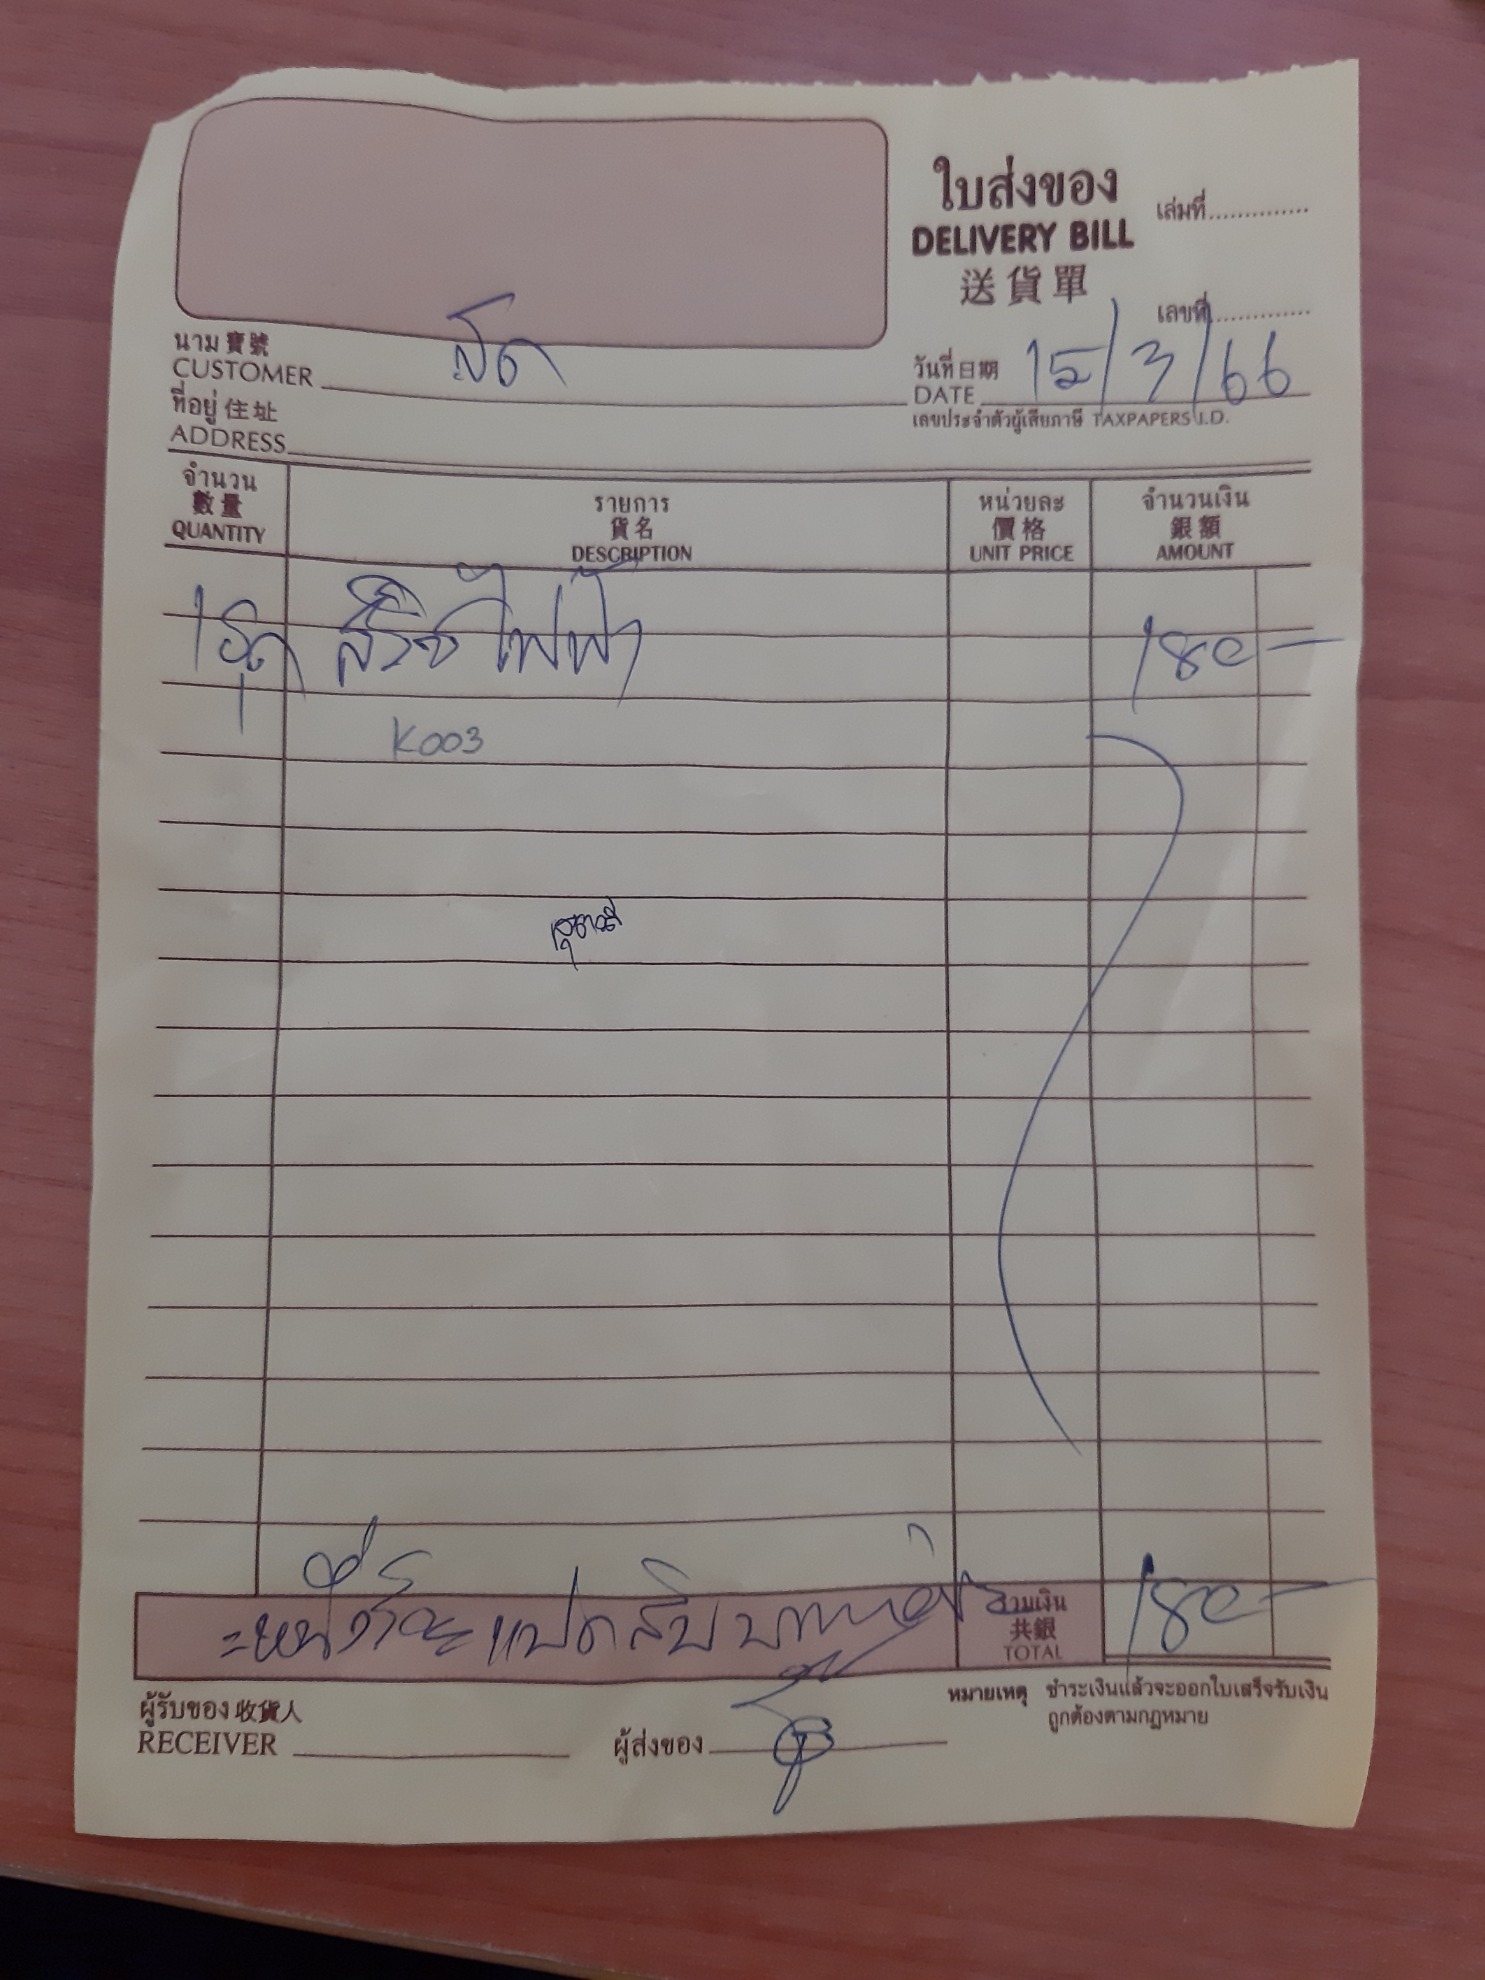 ใบส่งของ
DELIVERY BILL
送貨單
เล่มที่..............
เลขที่..............
นาม 寶號
CUSTOMER สด
วันที่ 日期
DATE 15/3/66
ที่อยู่ 住址
ADDRESS
เลขประจำตัวผู้เสียภาษี TAXPAPERS I.D.
จำนวน
數量
QUANTITY
รายการ
貨名
DESCRIPTION
หน่วยละ
價格
UNIT PRICE
จำนวนเงิน
銀額
AMOUNT
1 ชุด สวิชไฟฟ้า 180-
K003
=หนึ่งร้อยแปดสิบบาทถ้วน=
รวมเงิน
共銀
TOTAL
180-
ผู้รับของ 收貨人
RECEIVER
ผู้ส่งของ
หมายเหตุ ชำระเงินแล้วจะออกใบเสร็จรับเงิน
ถูกต้องตามกฎหมาย